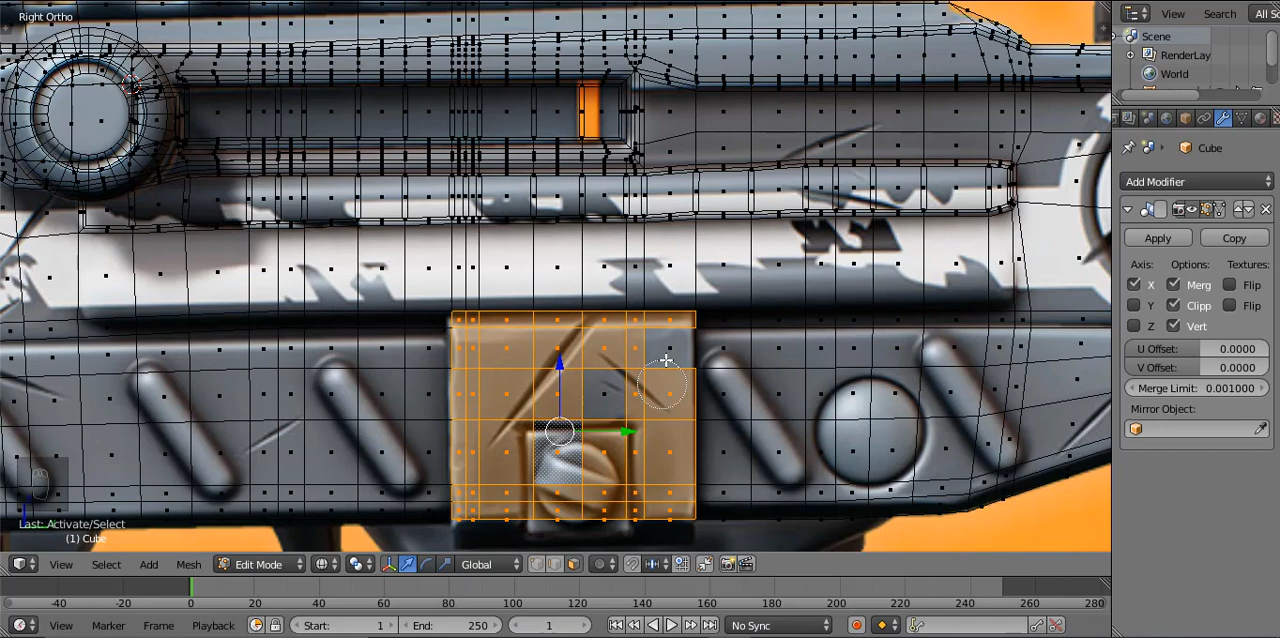 Right Ortho
View Search All S
Scene
RenderLay
World
Cube
Add Modifier
Apply Copy
Axis: Options: Textures:
X Merg Flip
Y Clipp Flip
Z Vert
U Offset: 0.0000
V Offset: 0.0000
Merge Limit: 0.001000
Mirror Object:
Last: Activate/Select
(1) Cube
View Select Add Mesh Edit Mode Global
-40 -20 0 20 40 60 80 100 120 140 160 180 200 220 240 260 280
View Marker Frame Playback Start: 1 End: 250 1 No Sync